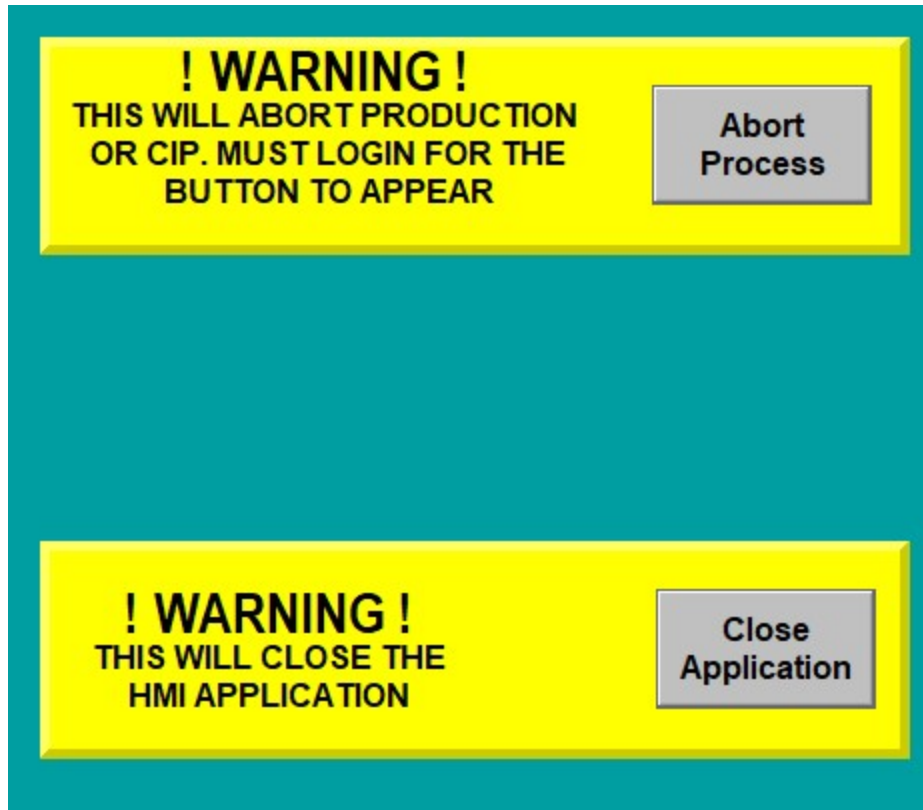 ! WARNING !
THIS WILL ABORT PRODUCTION
OR CIP. MUST LOGIN FOR THE
BUTTON TO APPEAR
Abort
Process
! WARNING !
THIS WILL CLOSE THE
HMI APPLICATION
Close
Application